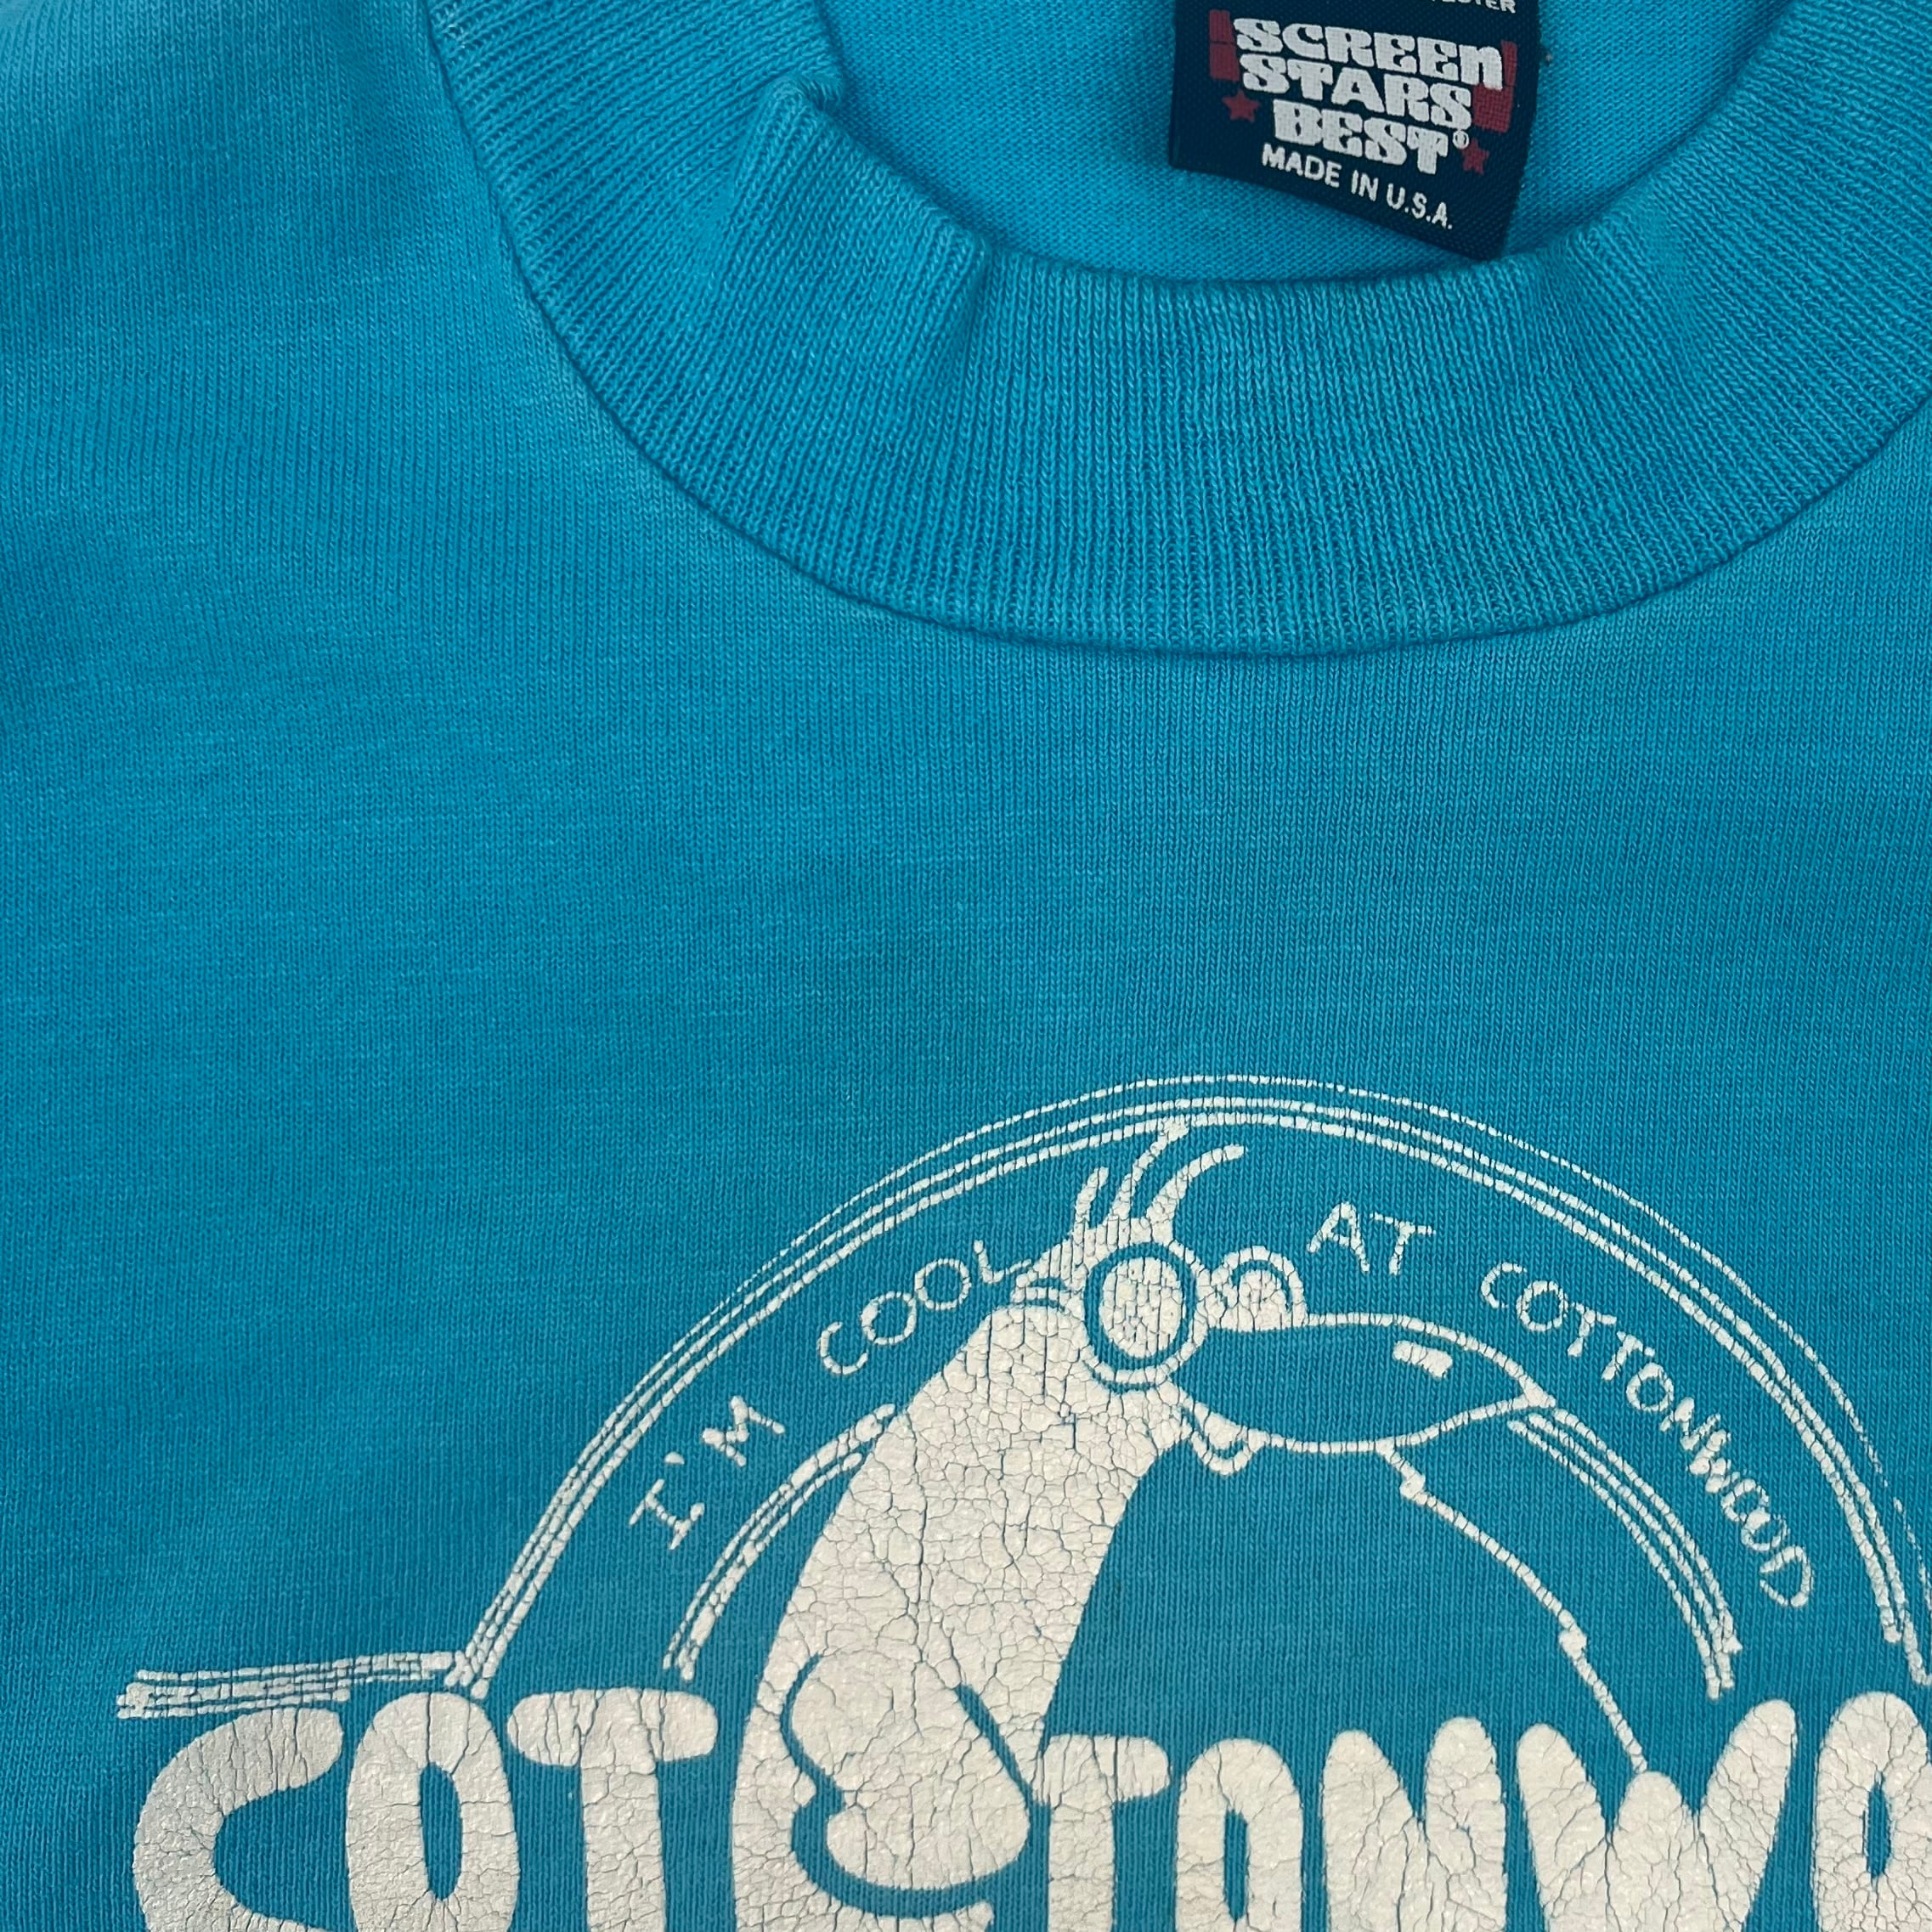 SCREEN
STARS
BEST®
MADE IN U.S.A.
I'M COOL AT COTTONWOOD